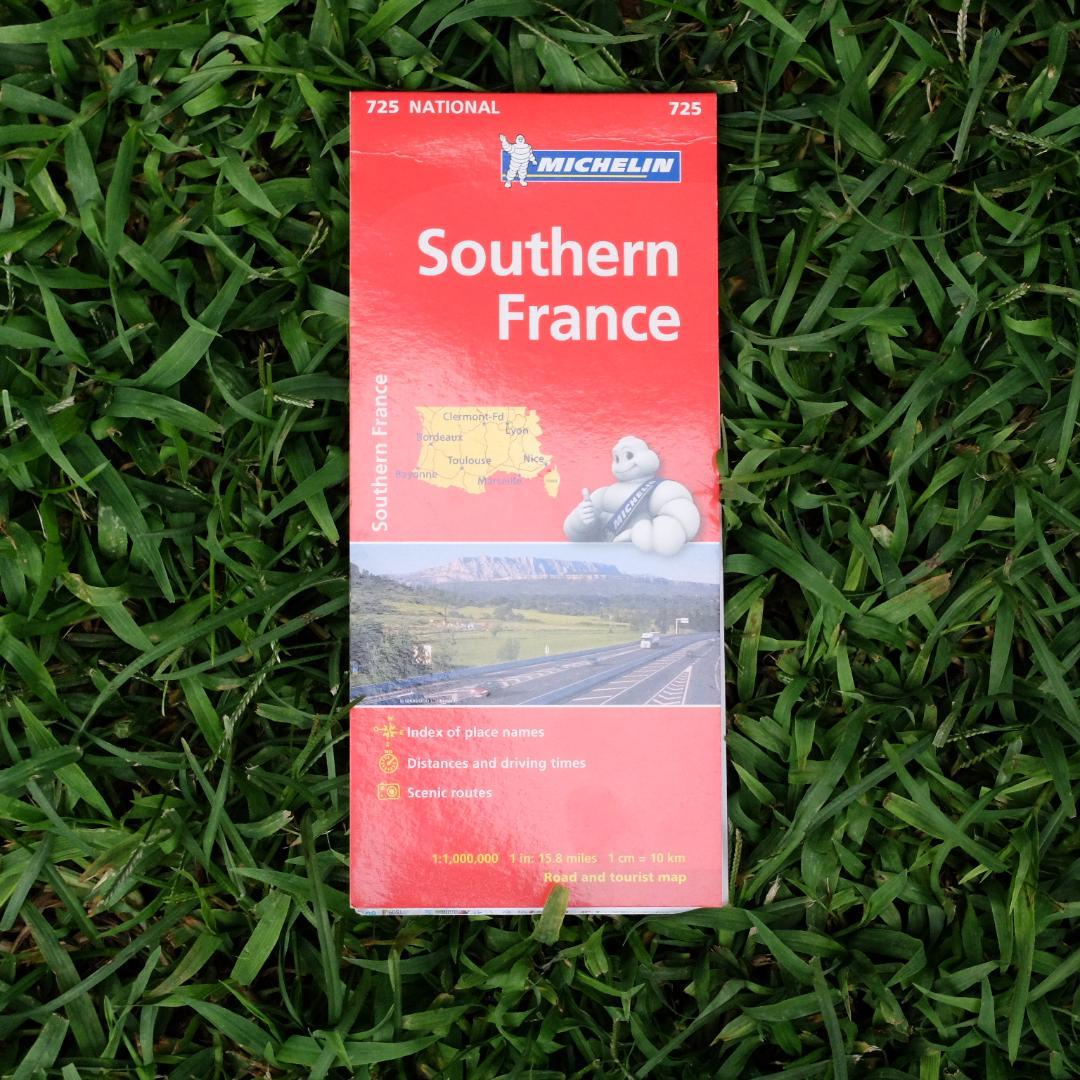 725 NATIONAL 725
MICHELIN
Southern
France
Southern France
Clermont-Fd
Lyon
Bordeaux
Toulouse
Nice
Bayonne
Marseille
MICHELIN
Index of place names
Distances and driving times
Scenic routes
1:1,000,000 1 in: 15.8 miles 1 cm = 10 km
Road and tourist map